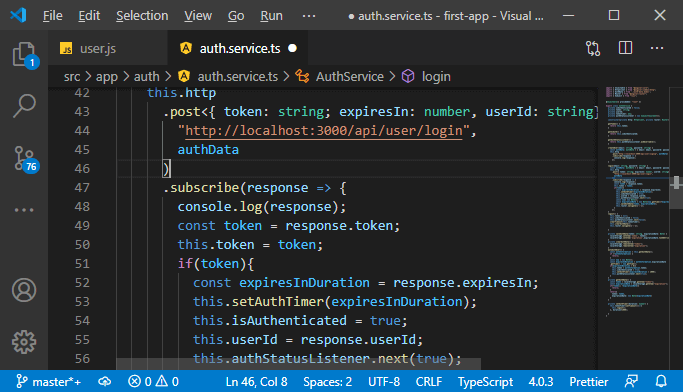 File Edit Selection View Go Run ··· ● auth.service.ts - first-app - Visual ...
JS user.js auth.service.ts ●
src > app > auth > auth.service.ts > AuthService > login
42 this.http
43 .post<{ token: string; expiresIn: number, userId: string}
44 "http://localhost:3000/api/user/login",
45 authData
46 )
47 .subscribe(response => {
48 console.log(response);
49 const token = response.token;
50 this.token = token;
51 if(token){
52 const expiresInDuration = response.expiresIn;
53 this.setAuthTimer(expiresInDuration);
54 this.isAuthenticated = true;
55 this.userId = response.userId;
56 this.authStatusListener.next(true);
1
76
master*+ 0 0 Ln 46, Col 8 Spaces: 2 UTF-8 CRLF TypeScript 4.0.3 Prettier